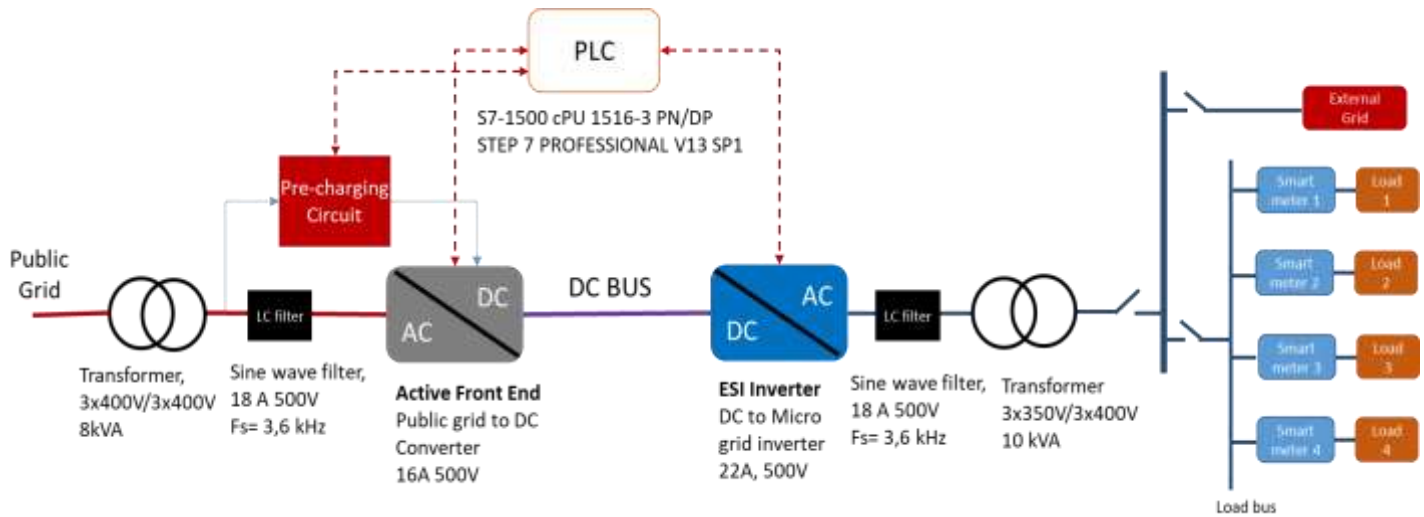 PLC
S7-1500 cPU 1516-3 PN/DP
STEP 7 PROFESSIONAL V13 SP1
Pre-charging
Circuit
Public
Grid
LC filter
DC
AC
DC BUS
AC
DC
LC filter
Transformer,
3x400V/3x400V
8kVA
Sine wave filter,
18 A 500V
Fs= 3,6 kHz
Active Front End
Public grid to DC
Converter
16A 500V
ESI Inverter
DC to Micro
grid inverter
22A, 500V
Sine wave filter,
18 A 500V
Fs= 3,6 kHz
Transformer
3x350V/3x400V
10 kVA
External
Grid
Smart
meter 1
Load
1
Smart
meter 2
Load
2
Smart
meter 3
Load
3
Smart
meter 4
Load
4
Load bus